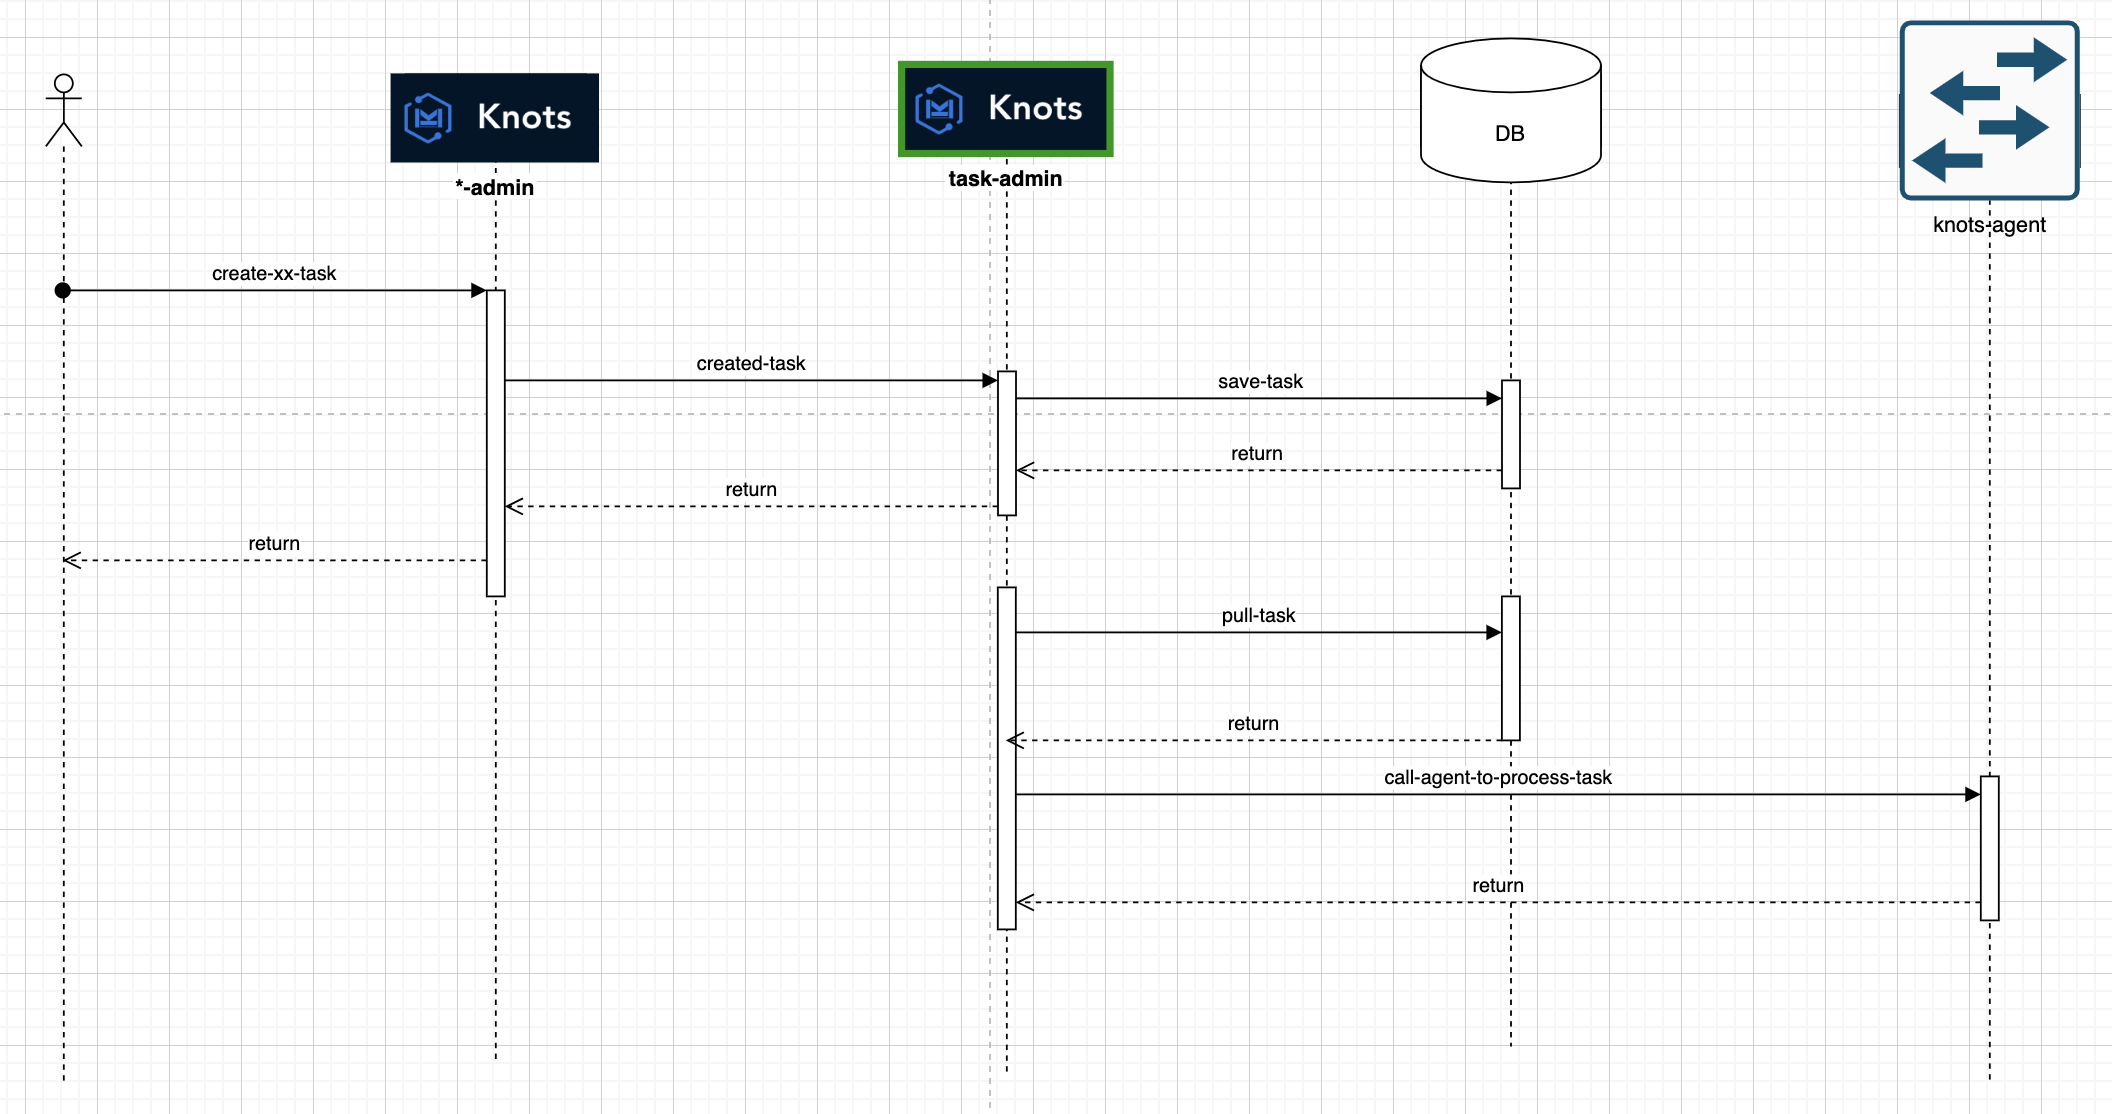 Knots
*-admin
Knots
task-admin
DB
knots-agent
create-xx-task
created-task
save-task
return
return
return
pull-task
return
call-agent-to-process-task
return